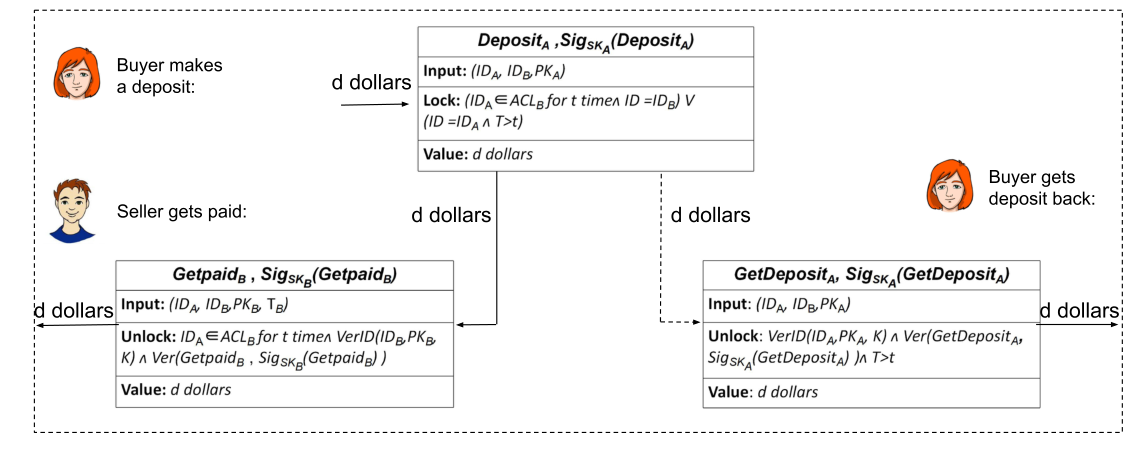 Buyer makes
a deposit:
d dollars
Deposit_A ,Sig_SK_A(Deposit_A)
Input: (ID_A, ID_B,PK_A)
Lock: (ID_A∈ACL_B for t time∧ ID =ID_B) V
(ID =ID_A ∧ T>t)
Value: d dollars
Buyer gets
deposit back:
Seller gets paid:
d dollars
d dollars
Getpaid_B , Sig_SK_B(Getpaid_B)
Input: (ID_A, ID_B,PK_B, T_B)
Unlock: ID_A∈ACL_B for t time∧ VerID(ID_B,PK_B,
K) ∧ Ver(Getpaid_B , Sig_SK_B(Getpaid_B) )
Value: d dollars
d dollars
GetDeposit_A, Sig_SK_A(GetDeposit_A)
Input: (ID_A, ID_B,PK_A)
Unlock: VerID(ID_A,PK_A, K) ∧ Ver(GetDeposit_A,
Sig_SK_A(GetDeposit_A) )∧ T>t
Value: d dollars
d dollars